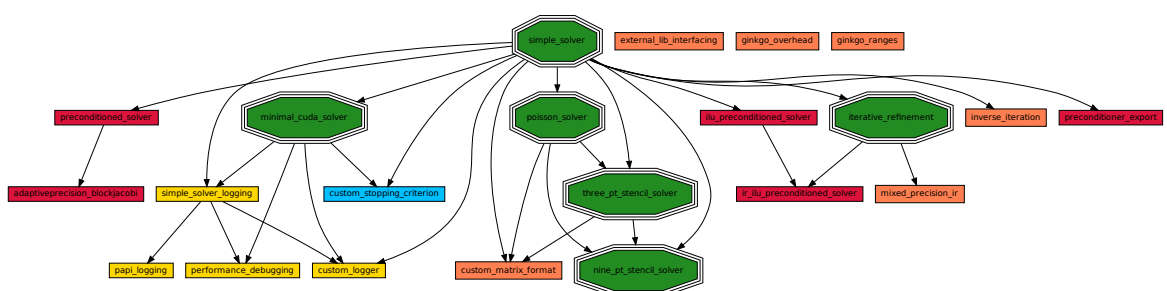 simple_solver
external_lib_interfacing
ginkgo_overhead
ginkgo_ranges
preconditioned_solver
minimal_cuda_solver
poisson_solver
ilu_preconditioned_solver
iterative_refinement
inverse_iteration
preconditioner_export
adaptiveprecision_blockjacobi
simple_solver_logging
custom_stopping_criterion
three_pt_stencil_solver
ir_ilu_preconditioned_solver
mixed_precision_ir
papi_logging
performance_debugging
custom_logger
custom_matrix_format
nine_pt_stencil_solver